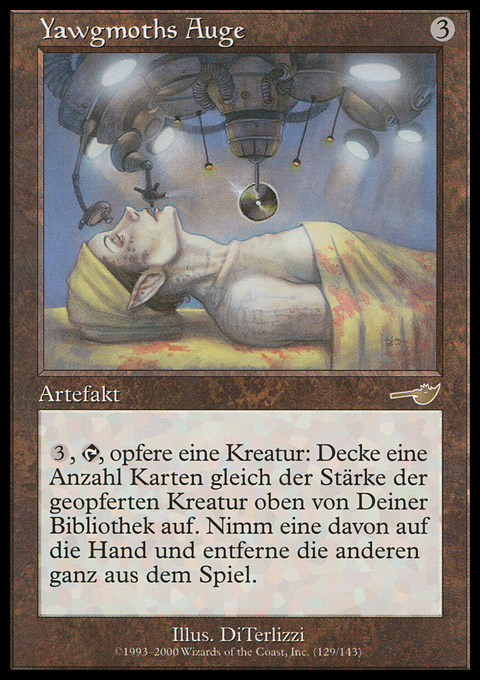 Yawgmoths Auge 3
Artefakt
3, , opfere eine Kreatur: Decke eine
Anzahl Karten gleich der Stärke der
geopferten Kreatur oben von Deiner
Bibliothek auf. Nimm eine davon auf
die Hand und entferne die anderen
ganz aus dem Spiel.
Illus. DiTerlizzi
©1993–2000 Wizards of the Coast, Inc. (129/143)